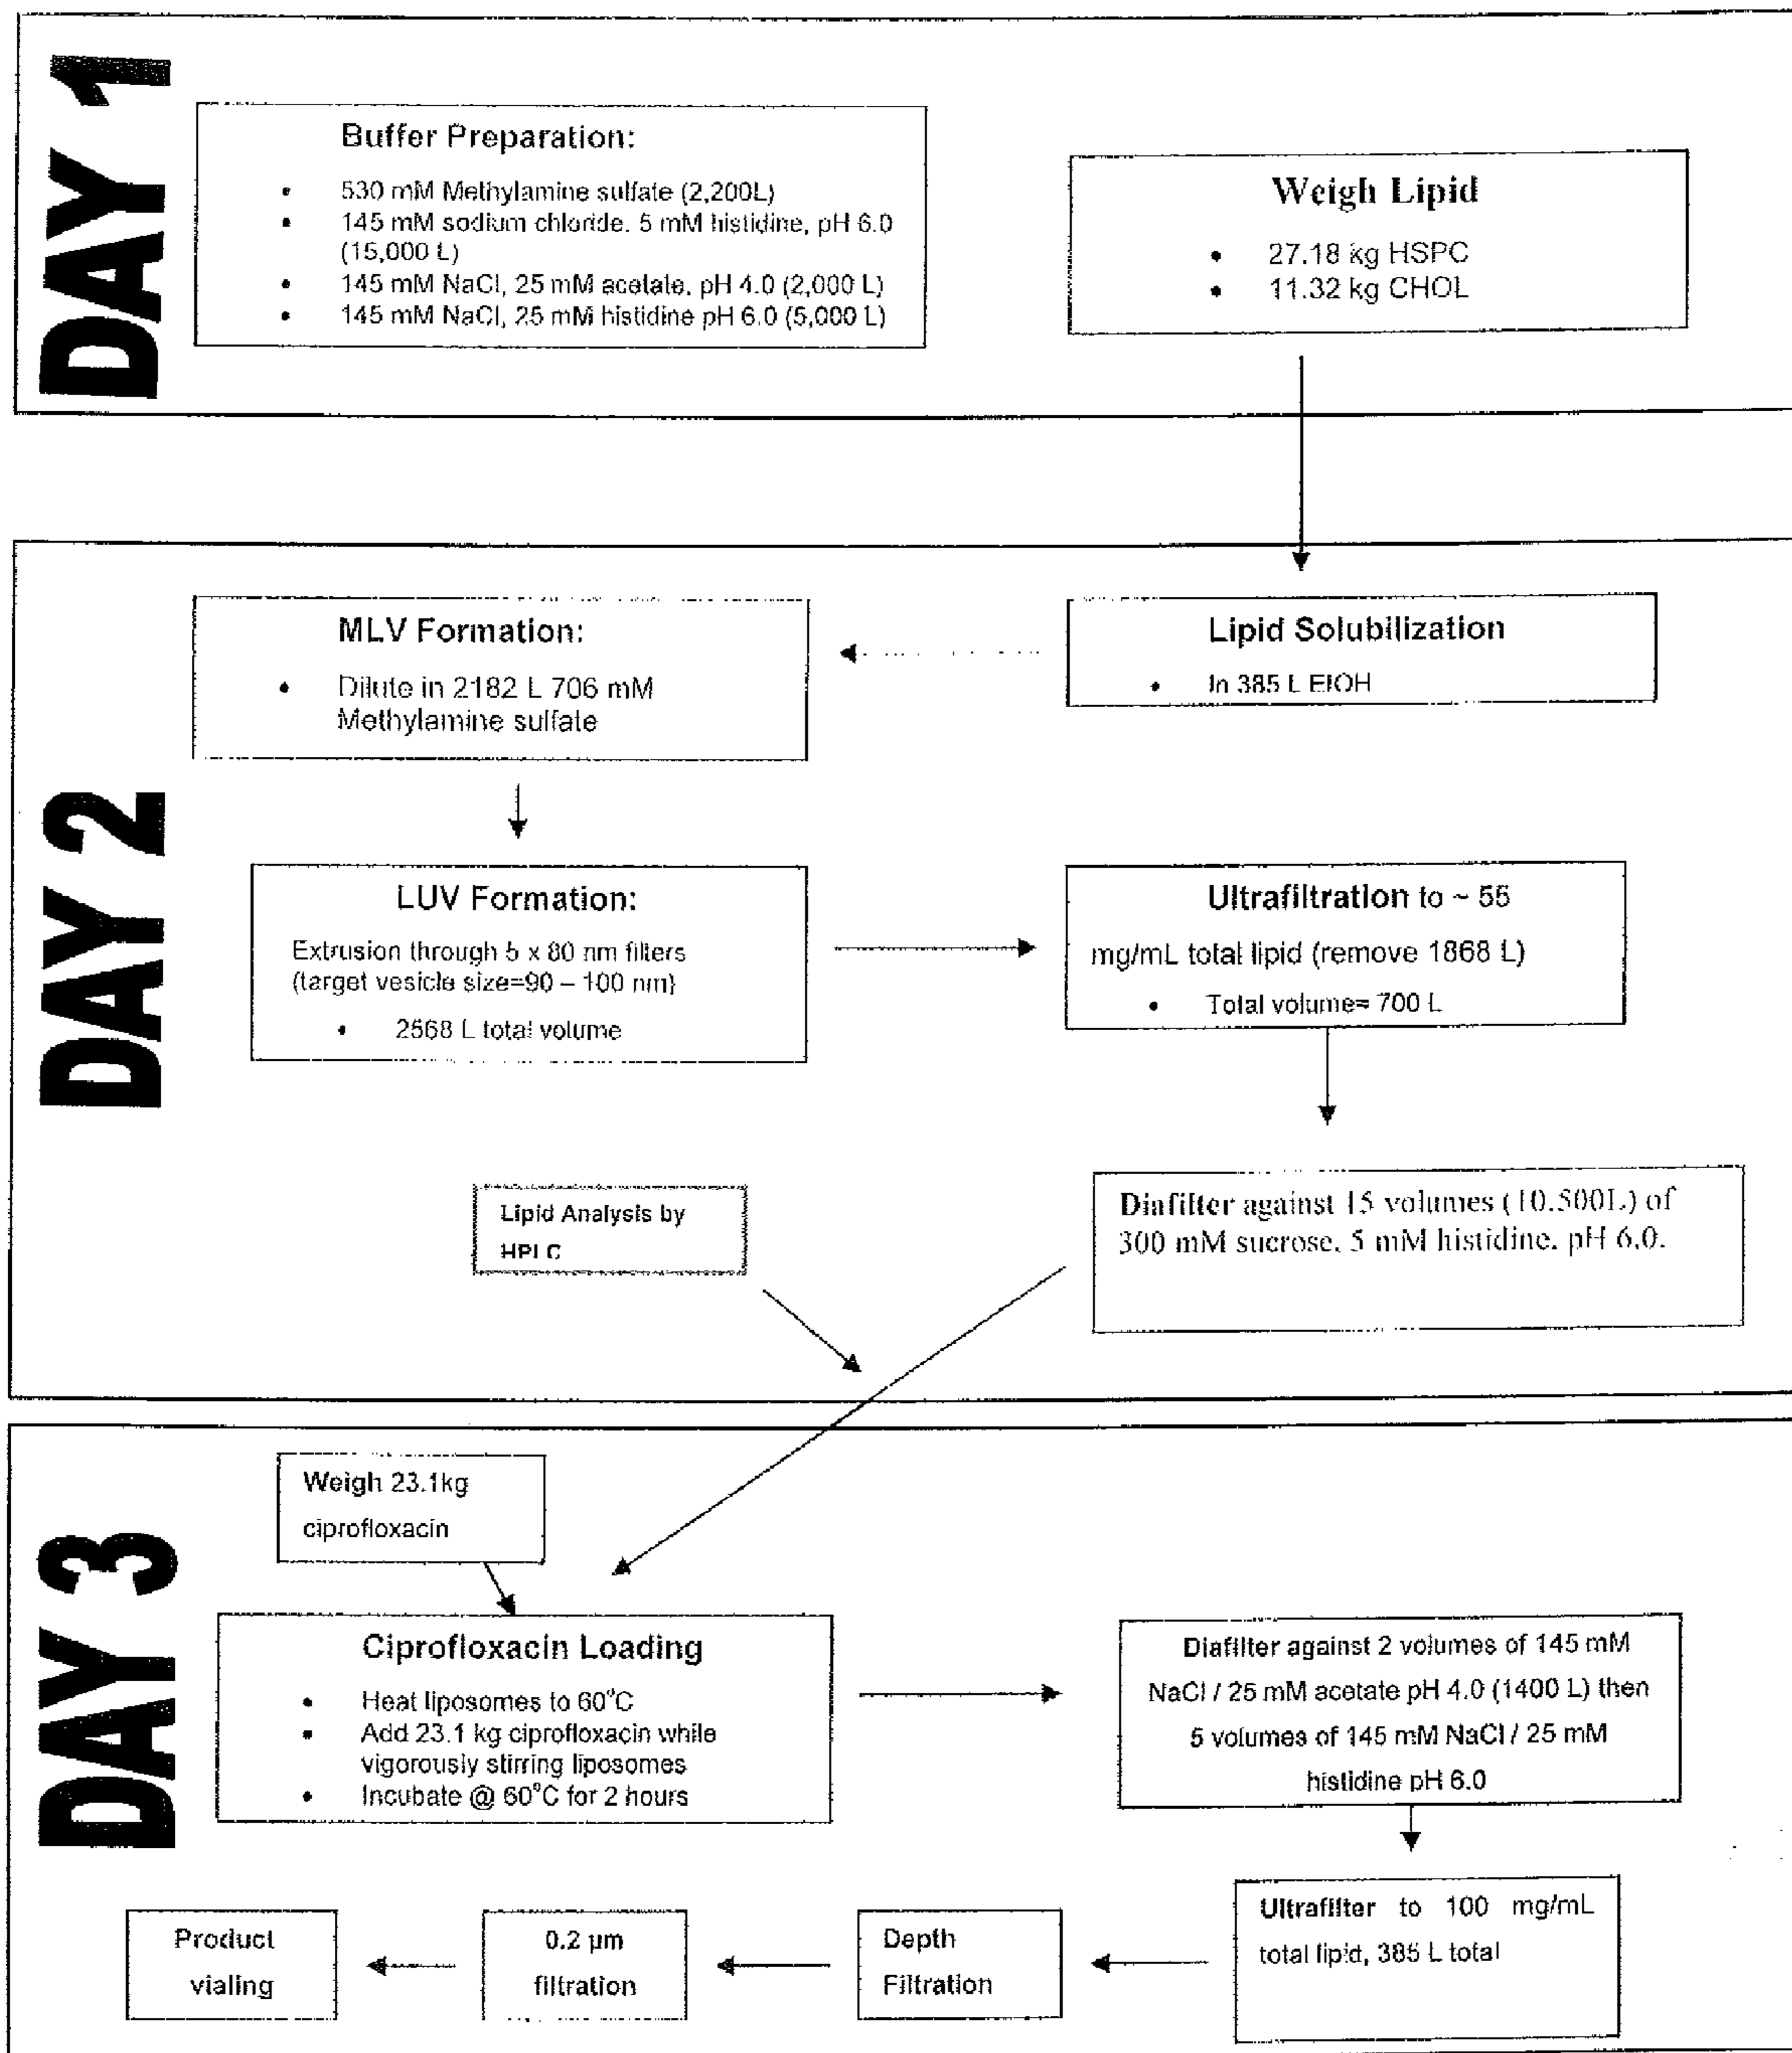 DAY 1
Buffer Preparation:
• 530 mM Methylamine sulfate (2,200L)
• 145 mM sodium chloride, 5 mM histidine, pH 6.0
(15,000 L)
• 145 mM NaCl, 25 mM acetate, pH 4.0 (2,000 L)
• 145 mM NaCl, 25 mM histidine pH 6.0 (5,000 L)
Weigh Lipid
• 27.18 kg HSPC
• 11.32 kg CHOL
DAY 2
Lipid Solubilization
• In 385 L EtOH
MLV Formation:
• Dilute in 2182 L 706 mM
Methylamine sulfate
LUV Formation:
Extrusion through 5 x 80 nm filters
(target vesicle size=90 – 100 nm)
• 2568 L total volume
Ultrafiltration to ~ 55
mg/mL total lipid (remove 1868 L)
• Total volume= 700 L
Diafilter against 15 volumes (10.500L) of
300 mM sucrose, 5 mM histidine, pH 6.0.
Lipid Analysis by
HPLC
DAY 3
Weigh 23.1kg
ciprofloxacin
Ciprofloxacin Loading
• Heat liposomes to 60°C
• Add 23.1 kg ciprofloxacin while
vigorously stirring liposomes
• Incubate @ 60°C for 2 hours
Diafilter against 2 volumes of 145 mM
NaCl / 25 mM acetate pH 4.0 (1400 L) then
5 volumes of 145 mM NaCl / 25 mM
histidine pH 6.0
Ultrafilter to 100 mg/mL
total lipid, 385 L total
Depth
Filtration
0.2 µm
filtration
Product
vialing